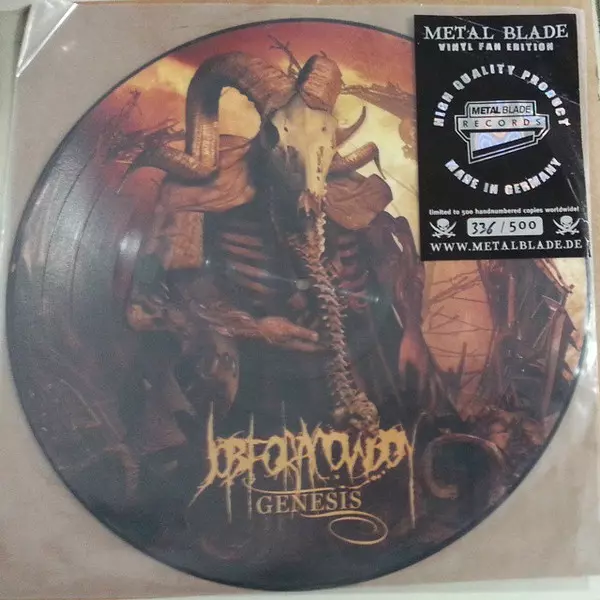 METAL BLADE
VINYL FAN EDITION
HIGH QUALITY PRODUCT
METAL BLADE
RECORDS
MADE IN GERMANY
limited to 500 handnumbered copies worldwide!
336/500
WWW.METALBLADE.DE
JOB FOR A COWBOY
GENESIS